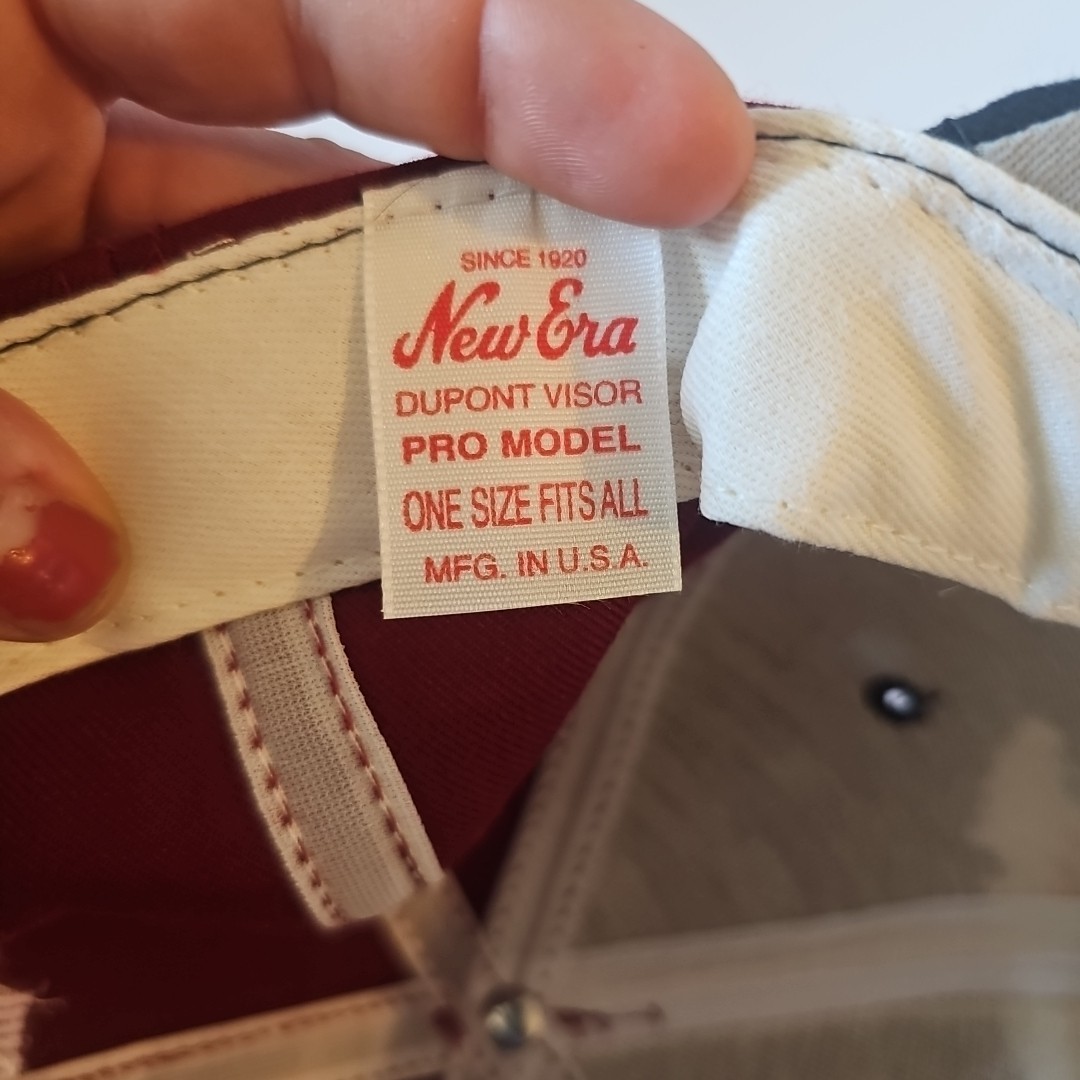 SINCE 1920
New Era
DUPONT VISOR
PRO MODEL
ONE SIZE FITS ALL
MFG. IN U.S.A.